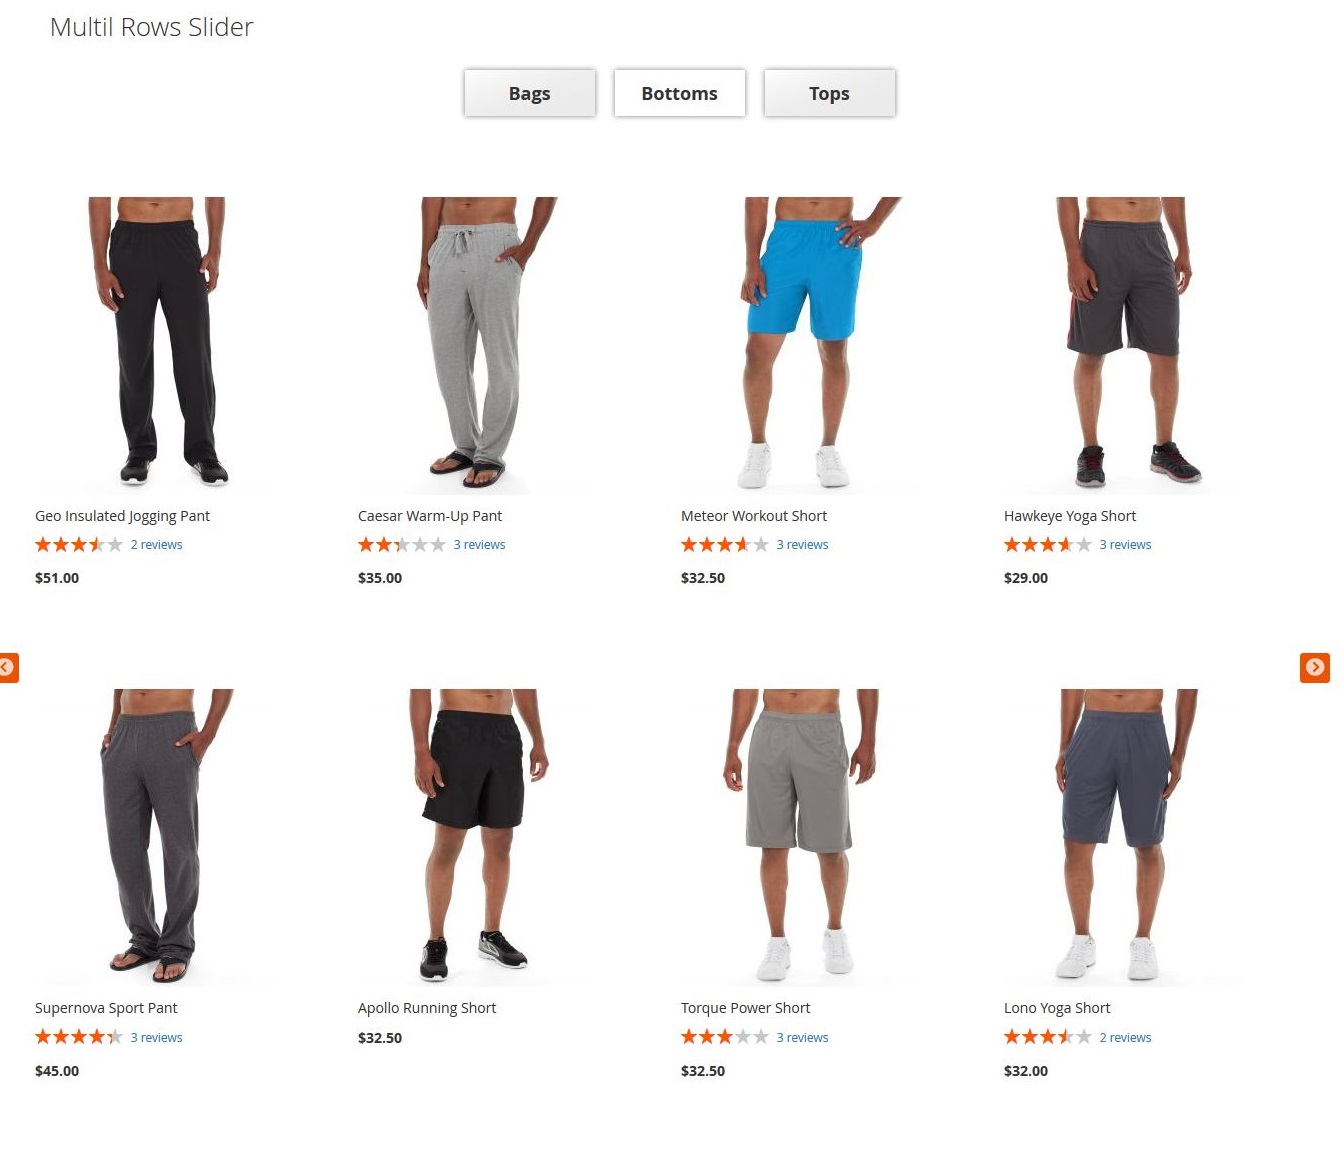 Multil Rows Slider
Bags Bottoms Tops
Geo Insulated Jogging Pant
2 reviews
$51.00
Caesar Warm-Up Pant
3 reviews
$35.00
Meteor Workout Short
3 reviews
$32.50
Hawkeye Yoga Short
3 reviews
$29.00
Supernova Sport Pant
3 reviews
$45.00
Apollo Running Short
$32.50
Torque Power Short
3 reviews
$32.50
Lono Yoga Short
2 reviews
$32.00